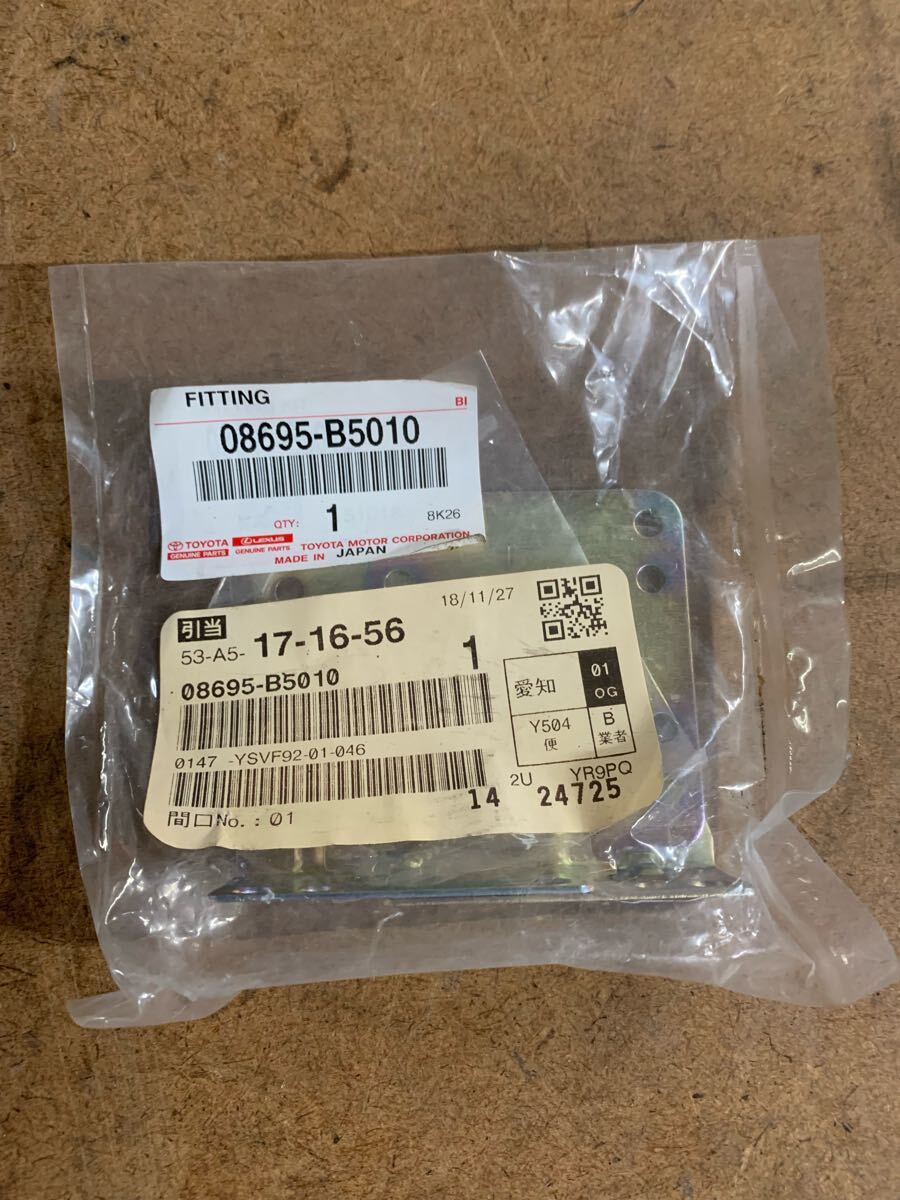 FITTING
BI
08695-B5010
QTY: 1 8K26
TOYOTA LEXUS TOYOTA MOTOR CORPORATION
GENUINE PARTS GENUINE PARTS MADE IN JAPAN
引当 18/11/27
53-A5- 17-16-56 1
08695-B5010
愛知 01
OG
Y504 B
便 業者
0147 -YSVF92-01-046
2U YR9PQ
14 24725
間口No.: 01